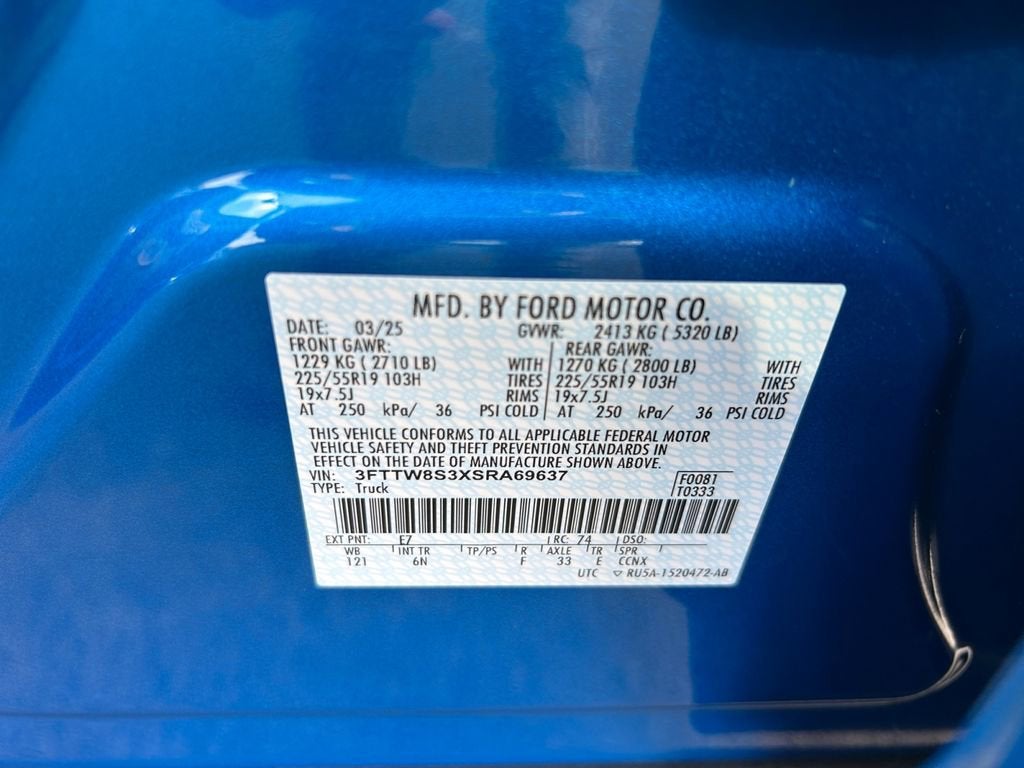 MFD. BY FORD MOTOR CO.
DATE: 03/25 GVWR: 2413 KG ( 5320 LB)
FRONT GAWR: REAR GAWR:
1229 KG ( 2710 LB) WITH 1270 KG ( 2800 LB) WITH
225/55R19 103H TIRES 225/55R19 103H TIRES
19x7.5J RIMS 19x7.5J RIMS
AT 250 kPa/ 36 PSI COLD AT 250 kPa/ 36 PSI COLD
THIS VEHICLE CONFORMS TO ALL APPLICABLE FEDERAL MOTOR
VEHICLE SAFETY AND THEFT PREVENTION STANDARDS IN
EFFECT ON THE DATE OF MANUFACTURE SHOWN ABOVE.
VIN: 3FTTW8S3XSRA69637 F0081
TYPE: Truck T0333
EXT PNT: E7 RC: 74 DSO:
WB INT TR TP/PS R AXLE TR SPR
121 6N F 33 E CCNX
UTC ▽ RU5A-1520472-AB